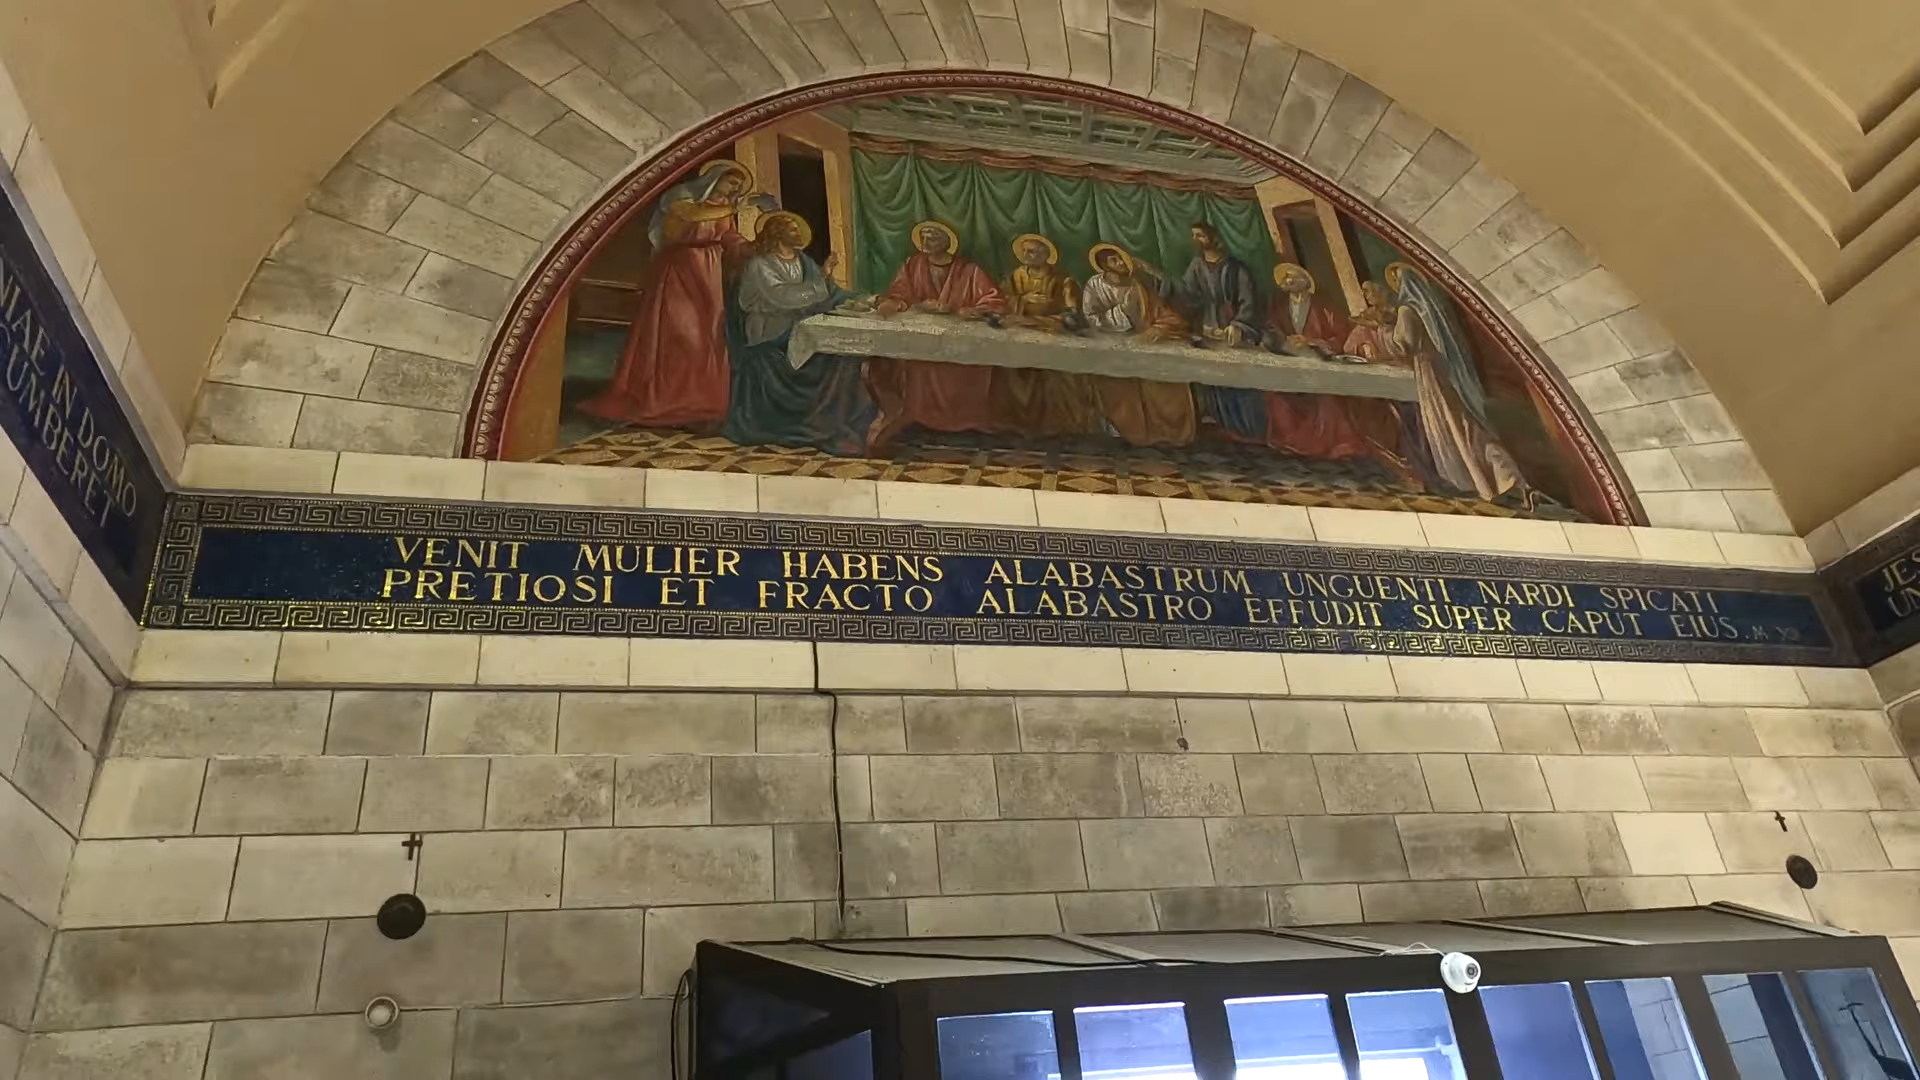 NIAE IN DOMO
CUMBERET
VENIT MULIER HABENS ALABASTRUM UNGUENTI NARDI SPICATI
PRETIOSI ET FRACTO ALABASTRO EFFUDIT SUPER CAPUT EIUS.
JES
UN